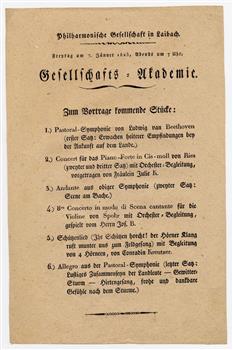 Philharmonische Gesellschaft in Laibach.
Freytag am 7. Jänner 1825, Abends um 7 Uhr.
Gesellschafts - Akademie.
Zum Vortrage kommende Stücke:
1.) Pastoral-Symphonie von Ludwig van Beethoven
(erster Satz: Erwachen heiterer Empfindungen bey
der Ankunft auf dem Lande.)
2.) Concert für das Piano-Forte in Cis-moll von Ries
(zweyter und dritter Satz) mit Orchester-Begleitung,
vorgetragen von Fräulein Julie B.
3.) Andante aus obiger Symphonie (zweyter Satz:
Scene am Bache.)
4.) 8tes Concerto in modo di Scena cantante für die
Violine von Spohr mit Orchester-Begleitung,
gespielt vom Herrn Jos. B.
5.) Schützenlied (Ihr Schützen horcht! der Hörner Klang
ruft munter uns zum Feldgesang) mit Begleitung
von 4 Hörnern, von Conradin Kreutzer.
6.) Allegro aus der Pastoral-Symphonie (letzter Satz:
Lustiges Zusammenseyn der Landleute — Gewitter-
Sturm — Hirtengesang, frohe und dankbare
Gefühle nach dem Sturme.)